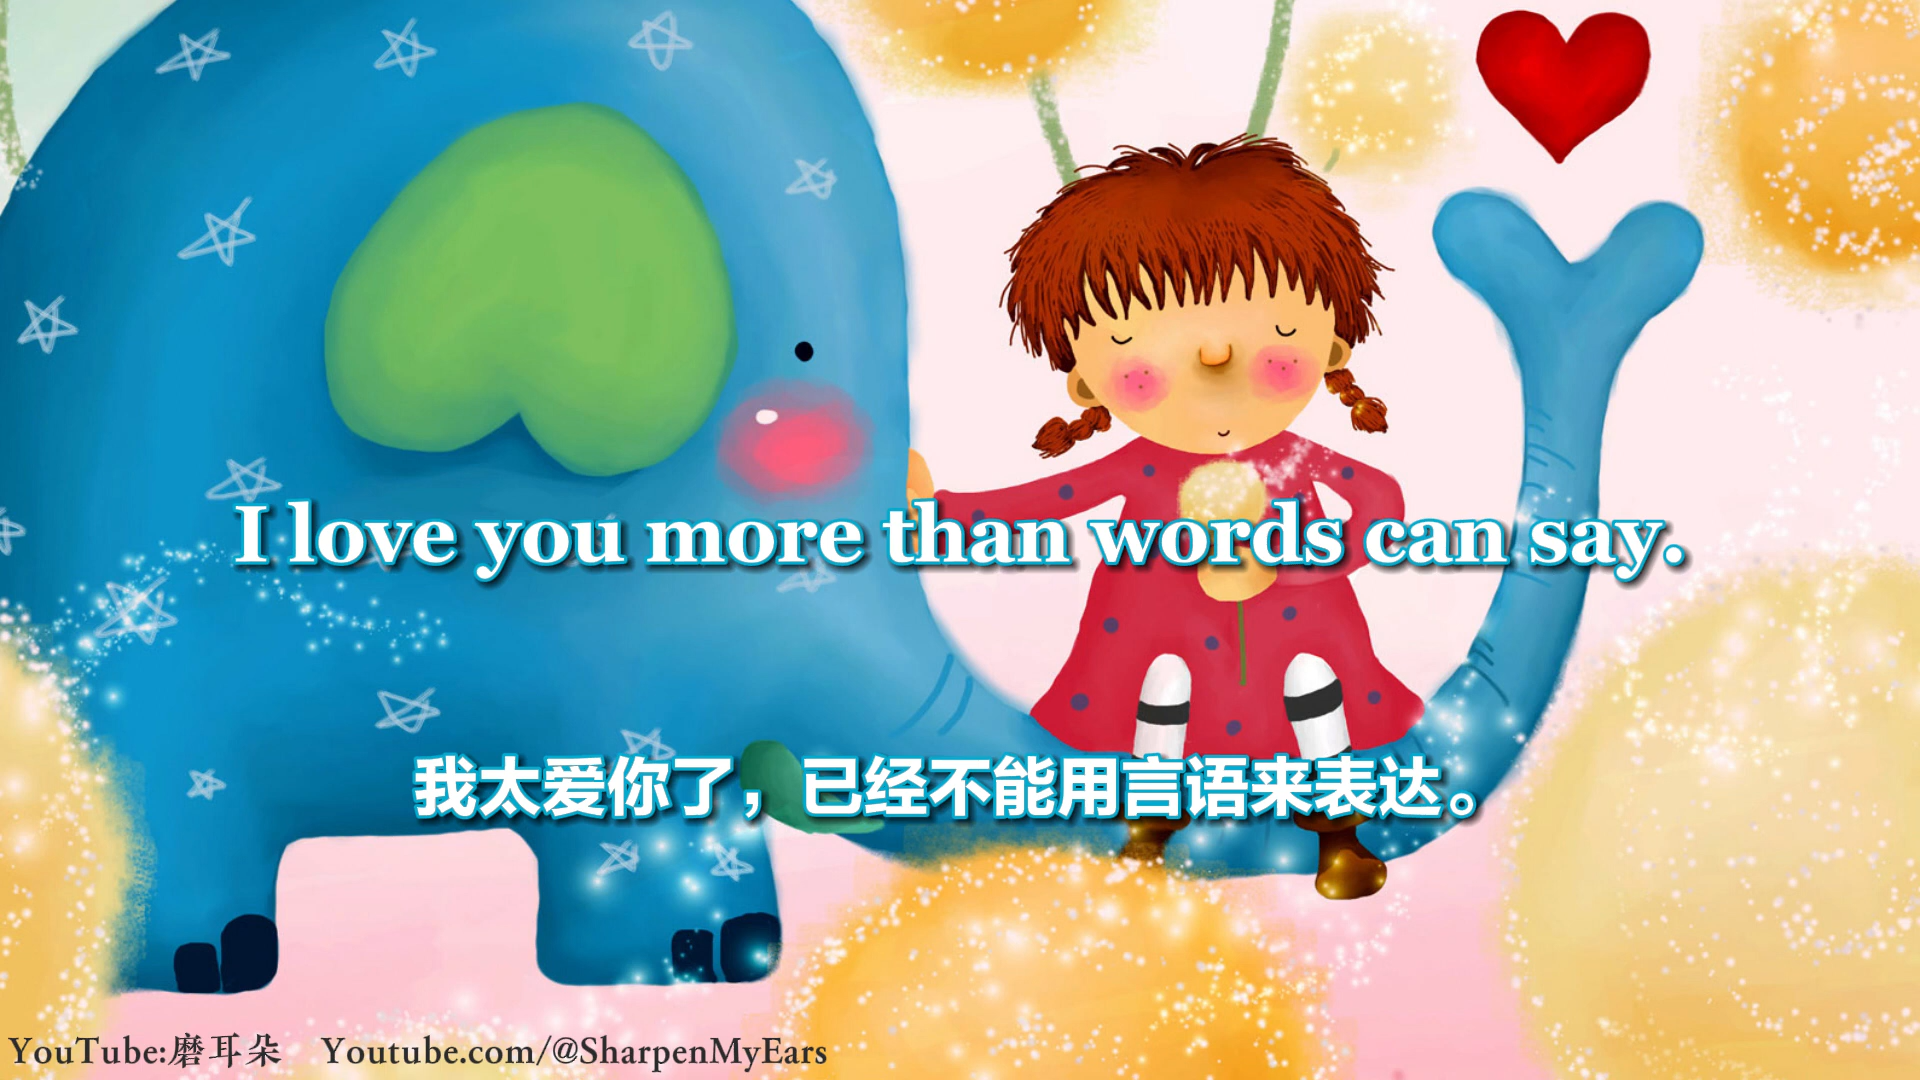 I love you more than words can say.
我太爱你了，已经不能用言语来表达。
YouTube:磨耳朵 Youtube.com/@SharpenMyEars